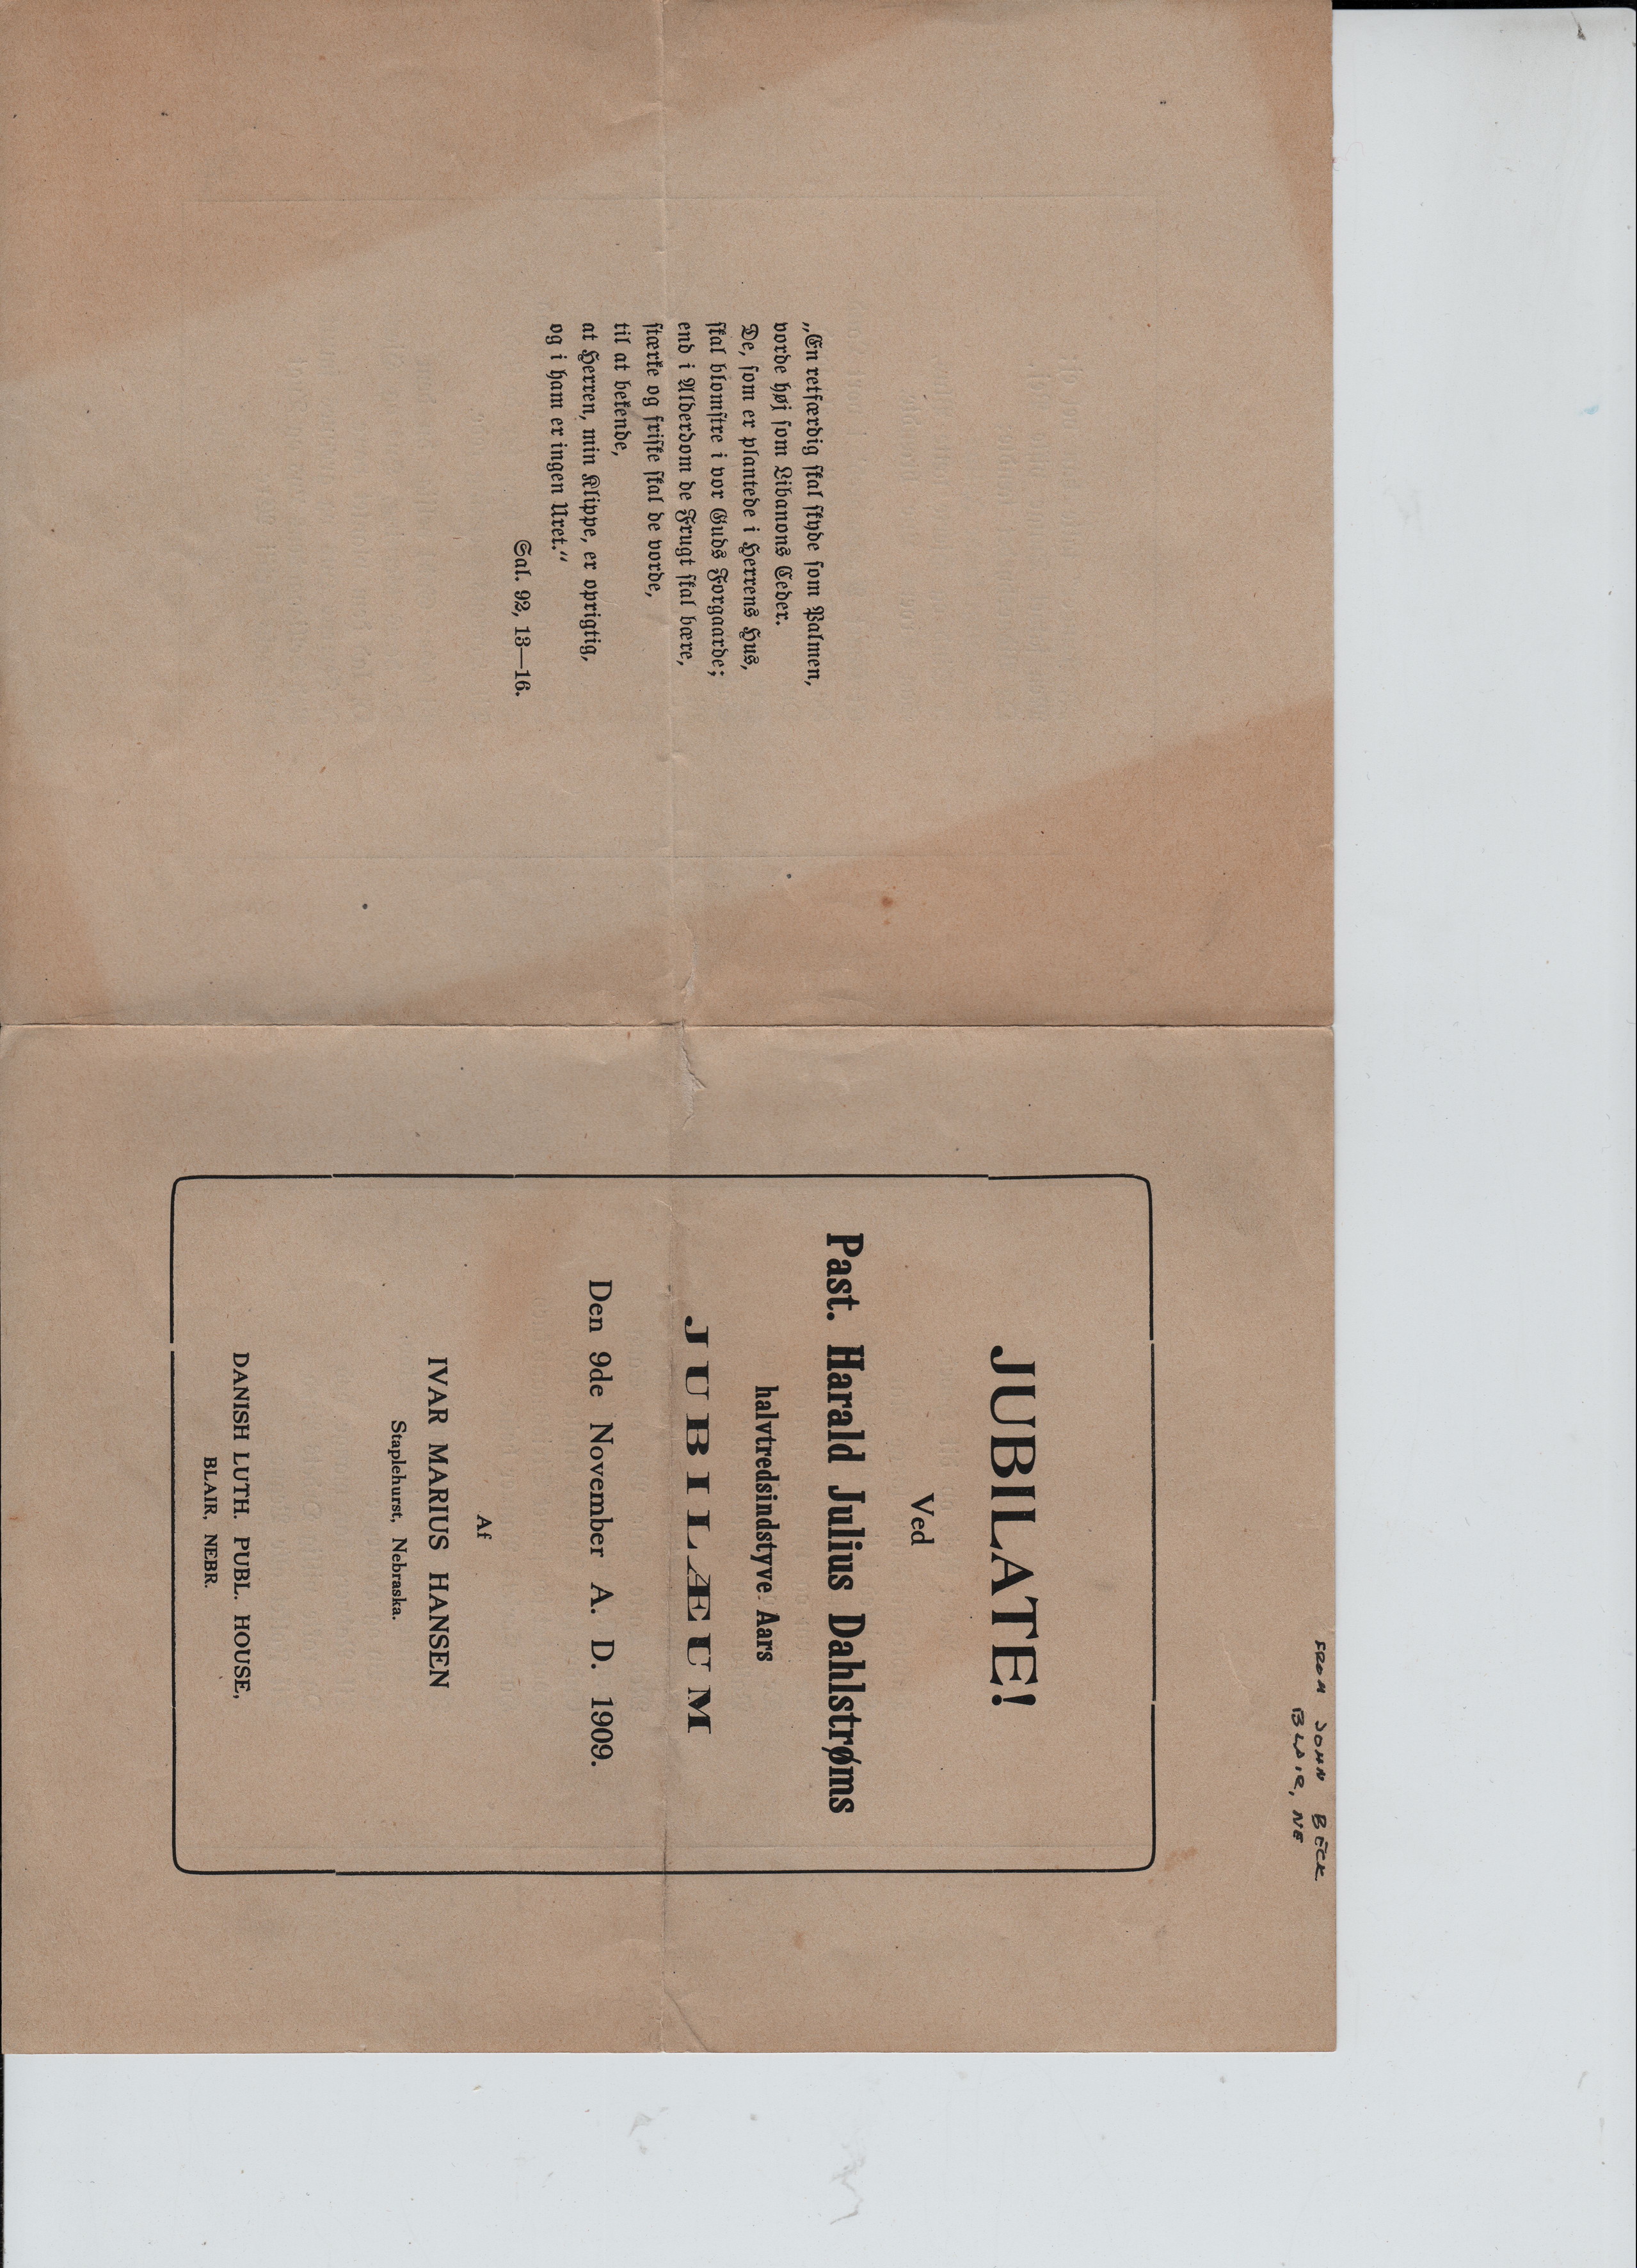 „En retfærdig skal skyde som Palmen,
vorde høj som Libanons Ceder.
De, som er plantede i Herrens Hus,
skal blomstre i vor Guds Forgaarde;
end i Alderdom de Frugt skal bære,
stærke og friske skal de vorde,
til at bekende,
at Herren, min Klippe, er oprigtig,
og i ham er ingen Uret.“
Sal. 92, 13—16.
FROM JOHN BECK
BLAIR, NE
JUBILATE!
Ved
Past. Harald Julius Dahlstrøms
halvtredsindstyve Aars
JUBILÆUM
Den 9de November A. D. 1909.
Af
IVAR MARIUS HANSEN
Staplehurst, Nebraska.
DANISH LUTH. PUBL. HOUSE,
BLAIR, NEBR.